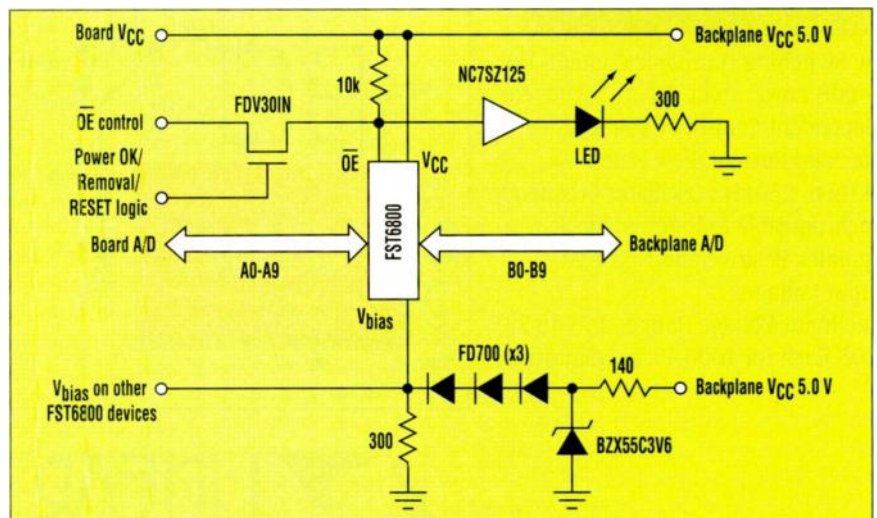 Board VCC
Backplane VCC 5.0 V
10k
NC7SZ125
FDV30IN
300
OE control
OE
VCC
LED
Power OK/
Removal/
RESET logic
FST6800
Board A/D
Backplane A/D
A0-A9
B0-B9
Vbias
FD700 (x3)
140
Vbias on other
FST6800 devices
Backplane VCC 5.0 V
300
BZX55C3V6